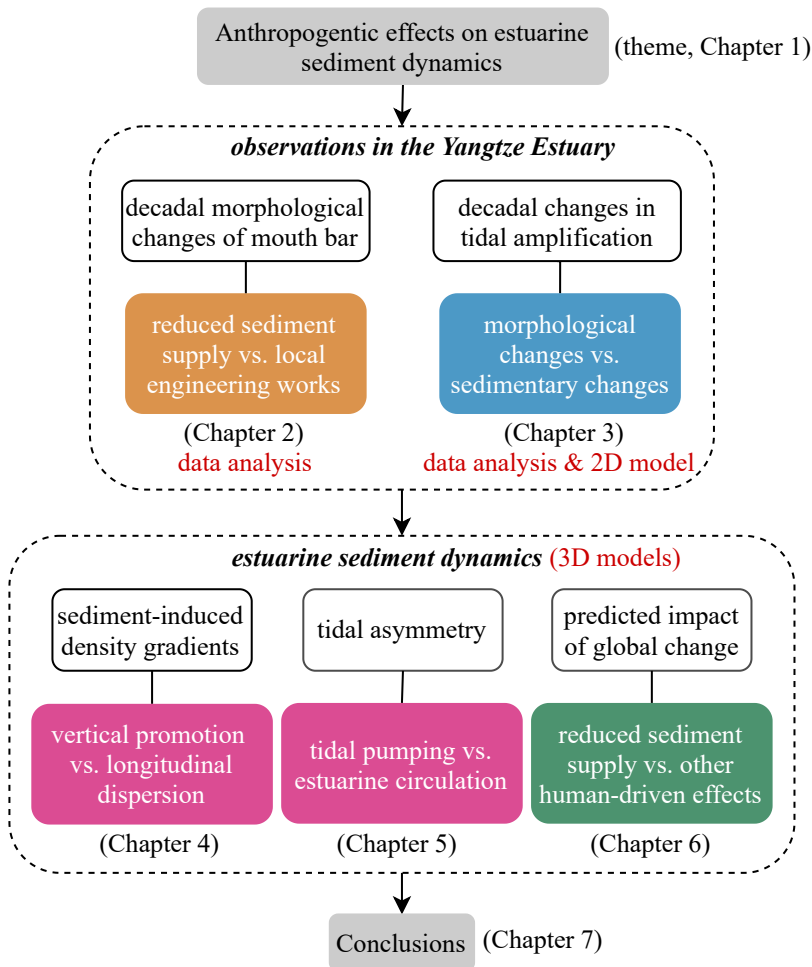 Anthropogentic effects on estuarine
sediment dynamics
(theme, Chapter 1)
observations in the Yangtze Estuary
decadal morphological
changes of mouth bar
decadal changes in
tidal amplification
reduced sediment
supply vs. local
engineering works
morphological
changes vs.
sedimentary changes
(Chapter 2)
data analysis
(Chapter 3)
data analysis & 2D model
estuarine sediment dynamics (3D models)
sediment-induced
density gradients
tidal asymmetry
predicted impact
of global change
vertical promotion
vs. longitudinal
dispersion
tidal pumping vs.
estuarine circulation
reduced sediment
supply vs. other
human-driven effects
(Chapter 4)
(Chapter 5)
(Chapter 6)
Conclusions
(Chapter 7)